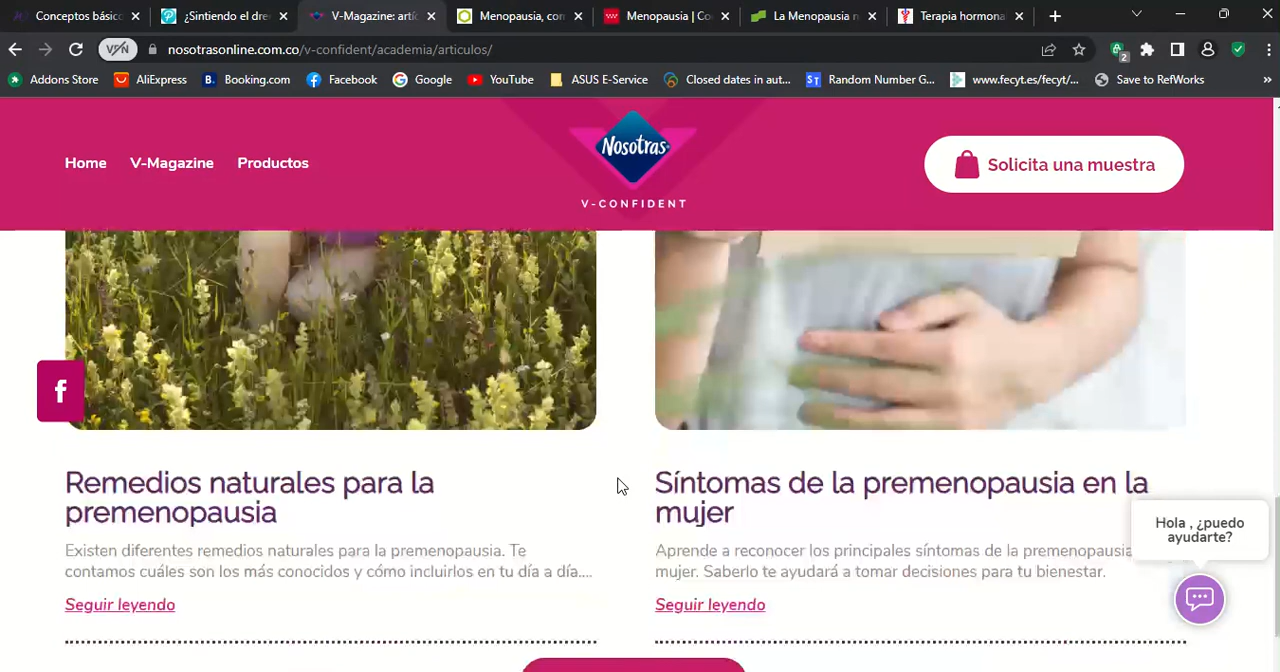 Conceptos básico
¿Sintiendo el dre
V-Magazine: artí
Menopausia, con
Menopausia | Co
La Menopausia n
Terapia hormona
VPN
nosotrasonline.com.co/v-confident/academia/articulos/
2
Addons Store
AliExpress
Booking.com
Facebook
Google
YouTube
ASUS E-Service
Closed dates in aut...
Random Number G...
www.fecyt.es/fecyt/...
Save to RefWorks
Home
V-Magazine
Productos
Nosotras
V-CONFIDENT
Solicita una muestra
f
Remedios naturales para la
premenopausia
Existen diferentes remedios naturales para la premenopausia. Te
contamos cuáles son los más conocidos y cómo incluirlos en tu día a día....
Seguir leyendo
Síntomas de la premenopausia en la
mujer
Aprende a reconocer los principales síntomas de la premenopausia
mujer. Saberlo te ayudará a tomar decisiones para tu bienestar.
Seguir leyendo
Hola , ¿puedo
ayudarte?